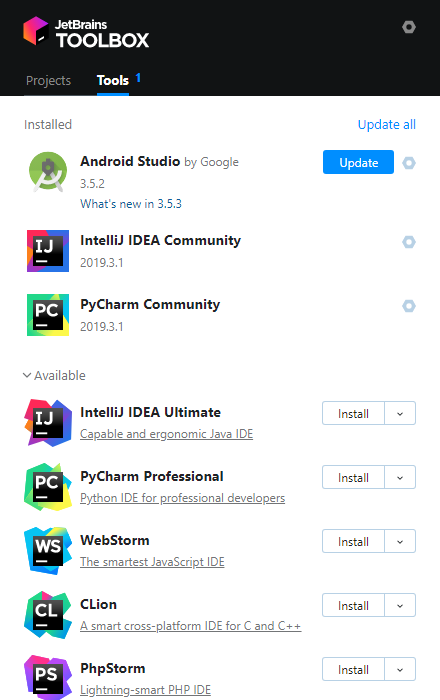 JetBrains
TOOLBOX
Projects
Tools 1
Installed
Update all
Android Studio by Google
Update
3.5.2
What's new in 3.5.3
IJ
IntelliJ IDEA Community
2019.3.1
PC
PyCharm Community
2019.3.1
Available
IJ
IntelliJ IDEA Ultimate
Install
Capable and ergonomic Java IDE
PC
PyCharm Professional
Install
Python IDE for professional developers
WS
WebStorm
Install
The smartest JavaScript IDE
CL
CLion
Install
A smart cross-platform IDE for C and C++
PS
PhpStorm
Install
Lightning-smart PHP IDE